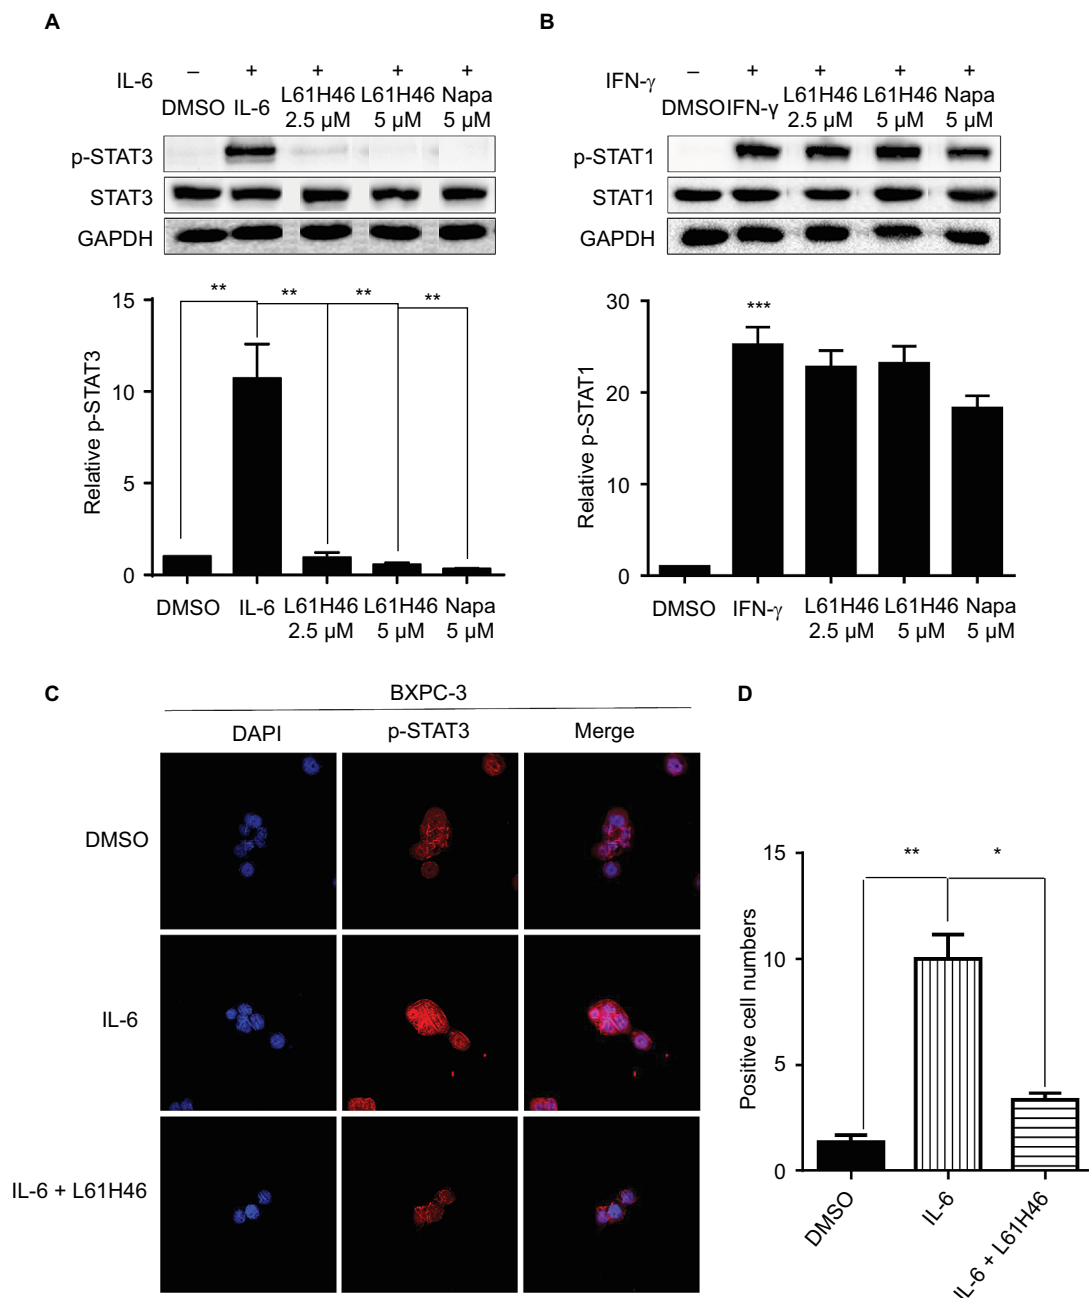 A
IL-6 – + + + +
DMSO IL-6 L61H46 2.5 µM L61H46 5 µM Napa 5 µM
p-STAT3
STAT3
GAPDH
** ** ** **
15
10
5
0
Relative p-STAT3
DMSO IL-6 L61H46 2.5 µM L61H46 5 µM Napa 5 µM
B
IFN-γ – + + + +
DMSO IFN-γ L61H46 2.5 µM L61H46 5 µM Napa 5 µM
p-STAT1
STAT1
GAPDH
***
30
20
10
0
Relative p-STAT1
DMSO IFN-γ L61H46 2.5 µM L61H46 5 µM Napa 5 µM
C
BXPC-3
DAPI p-STAT3 Merge
DMSO
IL-6
IL-6 + L61H46
D
** *
15
10
5
0
Positive cell numbers
DMSO IL-6 IL-6 + L61H46